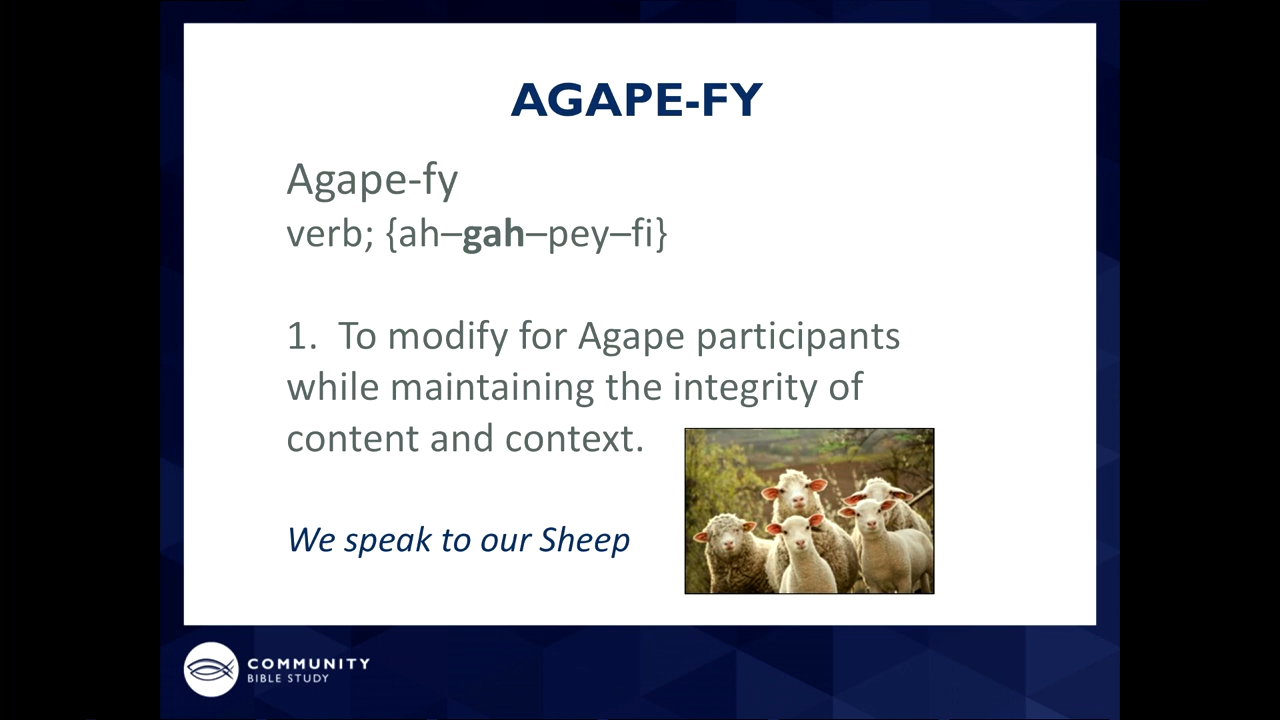 AGAPE-FY
Agape-fy
verb; {ah–gah–pey–fi}
1. To modify for Agape participants
while maintaining the integrity of
content and context.
We speak to our Sheep
COMMUNITY
BIBLE STUDY